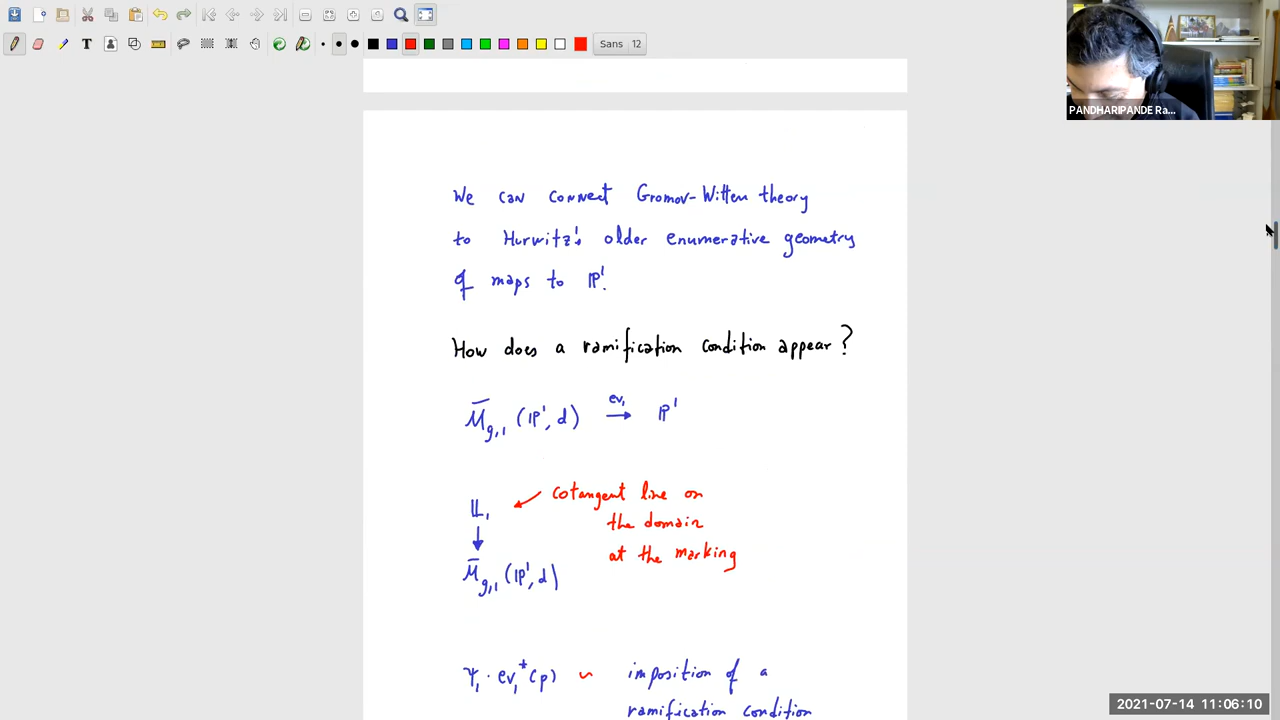 Sans 12
PANDHARIPANDE Ra...
We can connect Gromov-Witten theory
to Hurwitz's older enumerative geometry
of maps to ℙ¹.
How does a ramification condition appear?
M̄_{g,1}(ℙ¹, d) →^{ev₁} ℙ¹
𝕃₁ ← cotangent line on
the domain
at the marking
↓
M̄_{g,1}(ℙ¹, d)
ψ₁ · ev₁*(p) ~ imposition of a
ramification condition
2021-07-14 11:06:10